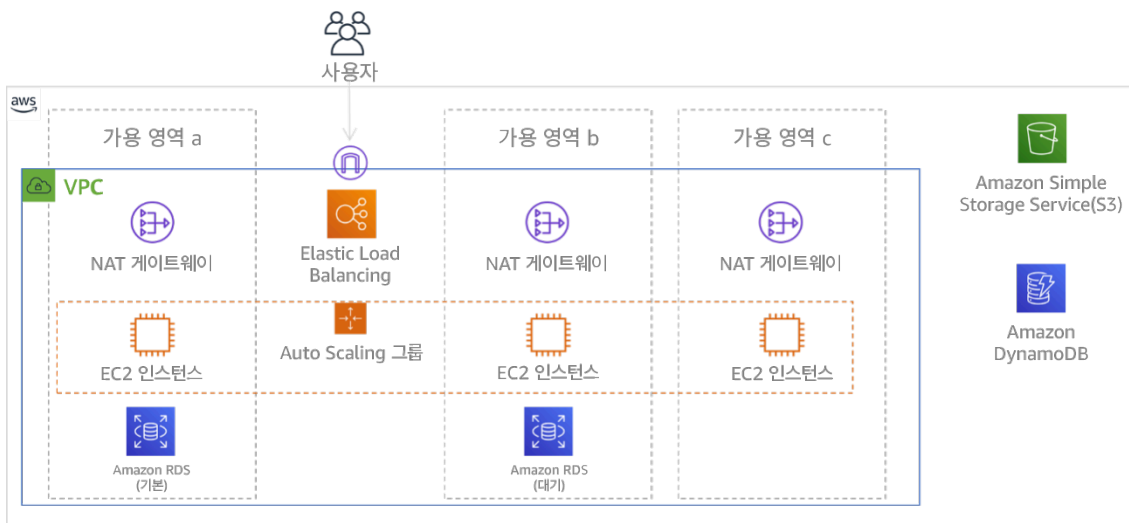 사용자
aws
가용 영역 a
가용 영역 b
가용 영역 c
VPC
Amazon Simple
Storage Service(S3)
NAT 게이트웨이
Elastic Load
Balancing
NAT 게이트웨이
NAT 게이트웨이
Amazon
DynamoDB
Auto Scaling 그룹
EC2 인스턴스
EC2 인스턴스
EC2 인스턴스
Amazon RDS
(기본)
Amazon RDS
(대기)